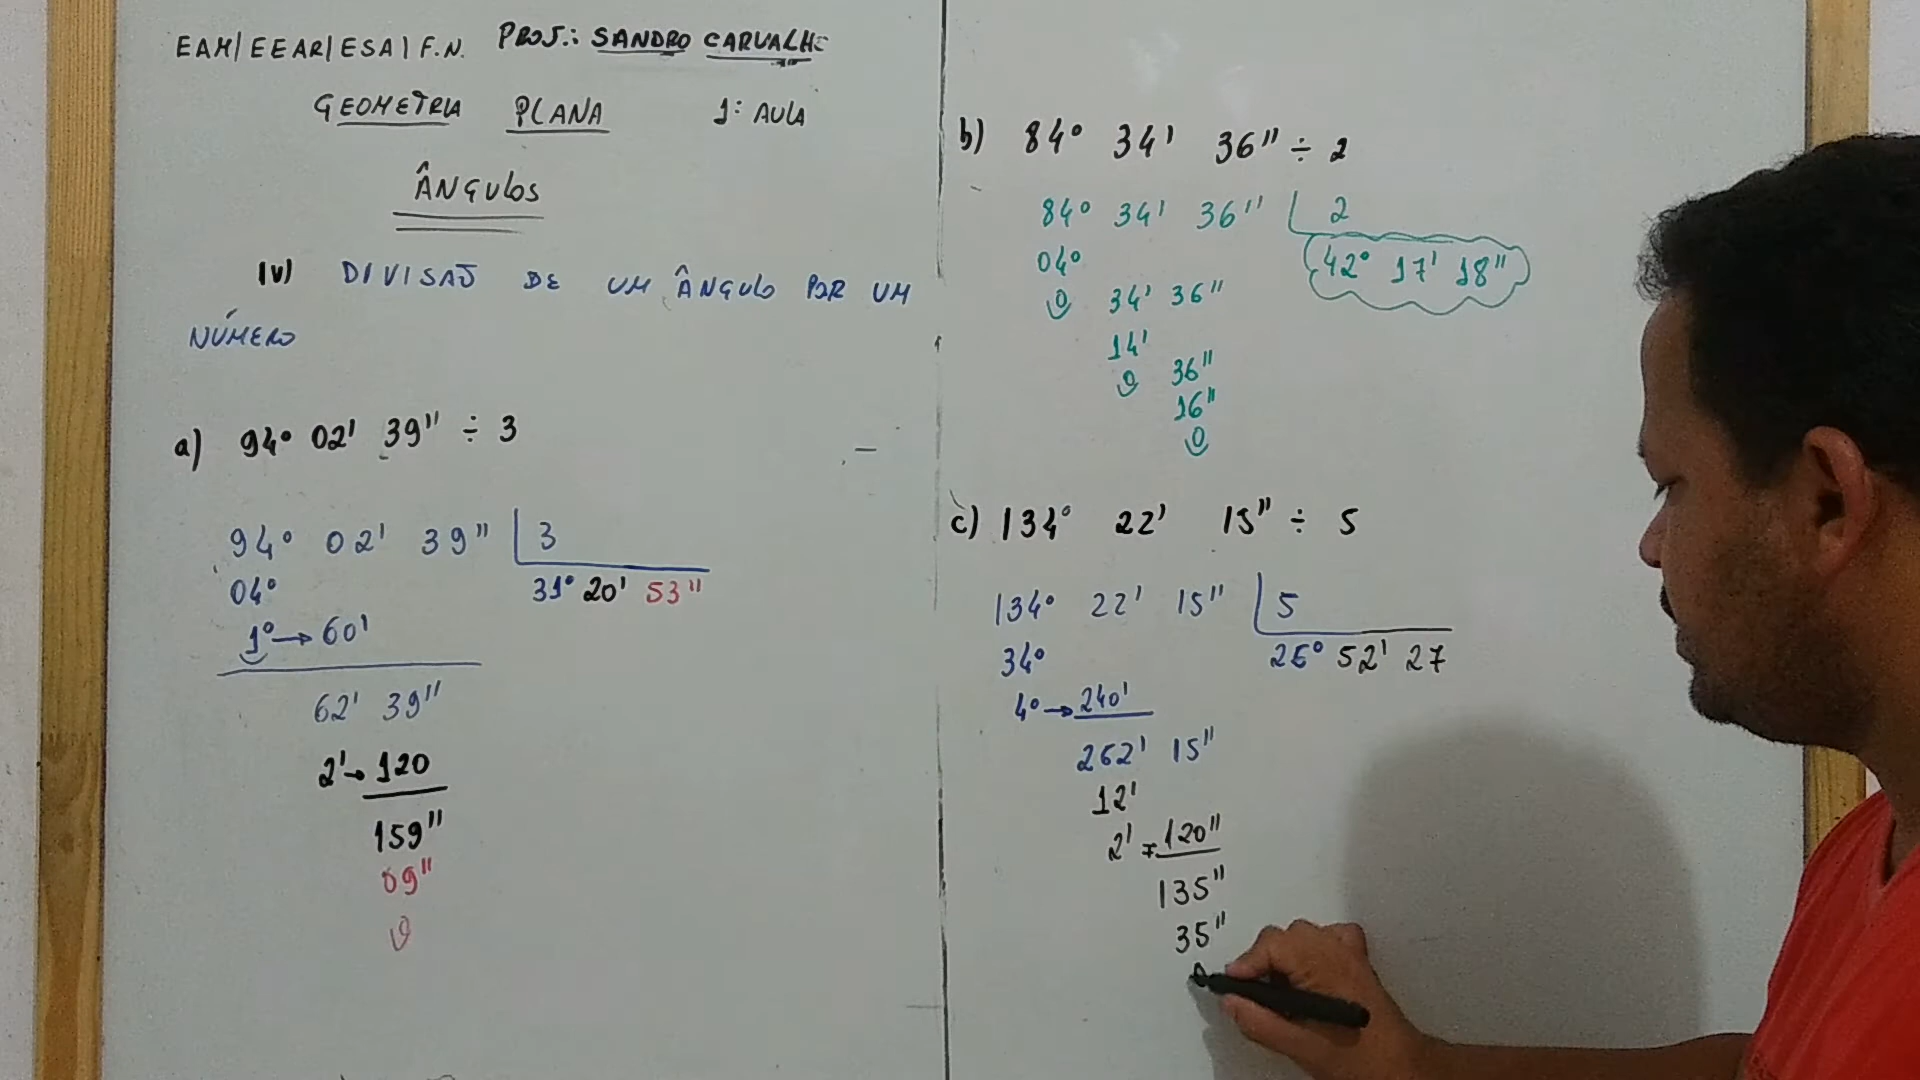 EAM/EEAR/ESA/F.N. PROF.: SANDRO CARVALHO
GEOMETRIA PLANA 1ª AULA
ÂNGULOS
IV) DIVISÃO DE UM ÂNGULO POR UM
NÚMERO
a) 94° 02' 39" ÷ 3
94° 02' 39" 3
04° 31° 20' 53"
1° → 60'
62' 39"
2' → 120
159"
09"
0
b) 84° 34' 36" ÷ 2
84° 34' 36" 2
04° 42° 17' 18"
0 34' 36"
14'
0 36"
16"
0
c) 134° 22' 15" ÷ 5
134° 22' 15" 5
34° 26° 52' 27
4° → 240'
262' 15"
12'
2' = 120"
135"
35"